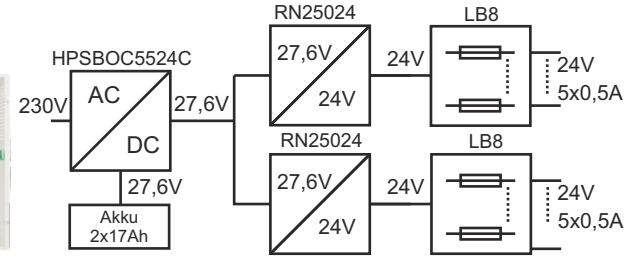 RN25024
LB8
HPSBOC5524C
27,6V
24V
24V
24V
5x0,5A
230V
AC
DC
27,6V
27,6V
Akku
2x17Ah
RN25024
LB8
27,6V
24V
24V
24V
5x0,5A